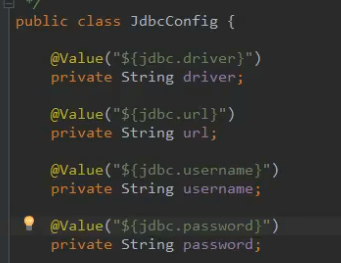 */
public class JdbcConfig {
@Value("${jdbc.driver}")
private String driver;
@Value("${jdbc.url}")
private String url;
@Value("${jdbc.username}")
private String username;
@Value("${jdbc.password}")
private String password;